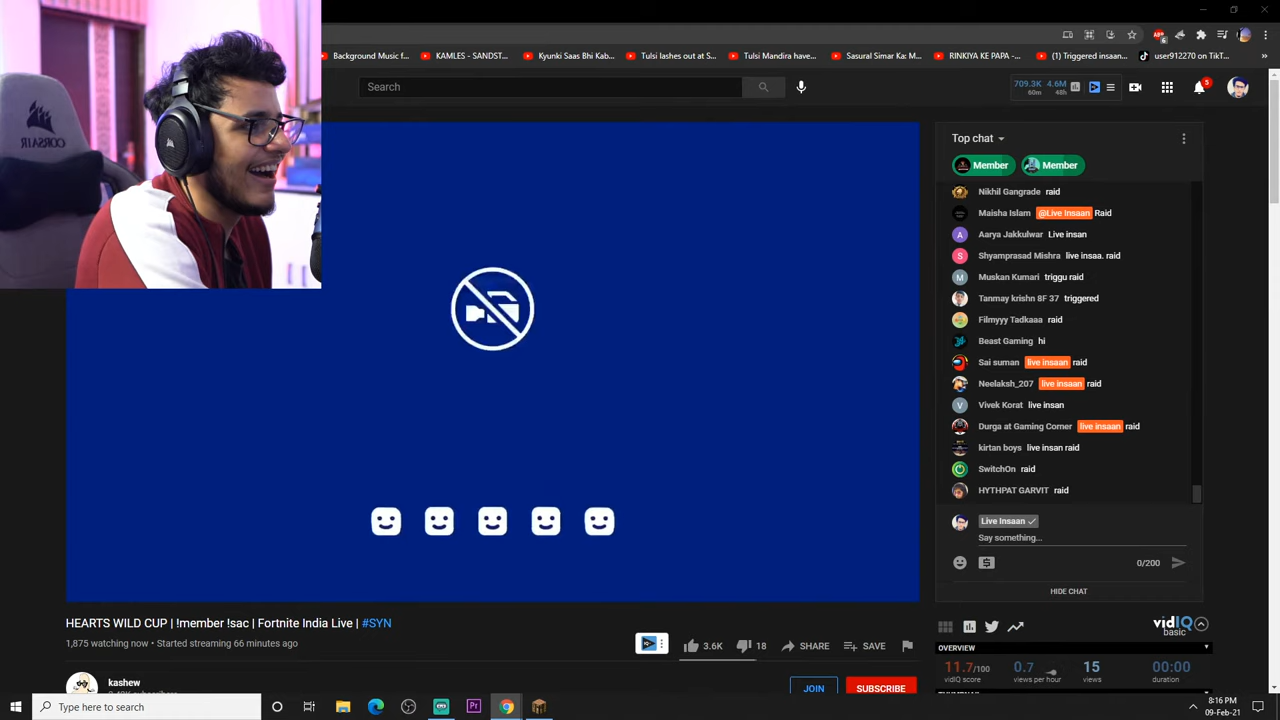 CORSAIR
Background Music f...
KAMLES - SANDST...
Kyunki Saas Bhi Kab...
Tulsi lashes out at S...
Tulsi Mandira have...
Sasural Simar Ka: M...
RINKIYA KE PAPA -...
(1) Triggered insaan...
user912270 on TikT...
Search
709.3K 4.6M
60m 48h
5
Top chat
Member Member
Nikhil Gangrade raid
Maisha Islam @Live Insaan Raid
Aarya Jakkulwar Live insan
Shyamprasad Mishra live insaa. raid
Muskan Kumari triggu raid
Tanmay krishn 8F 37 triggered
Filmyyy Tadkaaa raid
Beast Gaming hi
Sai suman live insaan raid
Neelaksh_207 live insaan raid
Vivek Korat live insan
Durga at Gaming Corner live insaan raid
kirtan boys live insan raid
SwitchOn raid
HYTHPAT GARVIT raid
Live Insaan
Say something...
0/200
HIDE CHAT
HEARTS WILD CUP | !member !sac | Fortnite India Live | #SYN
1,875 watching now • Started streaming 66 minutes ago
3.6K 18 SHARE SAVE
kashew
JOIN SUBSCRIBE
vidIQ
basic
OVERVIEW
11.7/100 0.7 15 00:00
vidIQ score views per hour views duration
Type here to search
8:16 PM
09-Feb-21